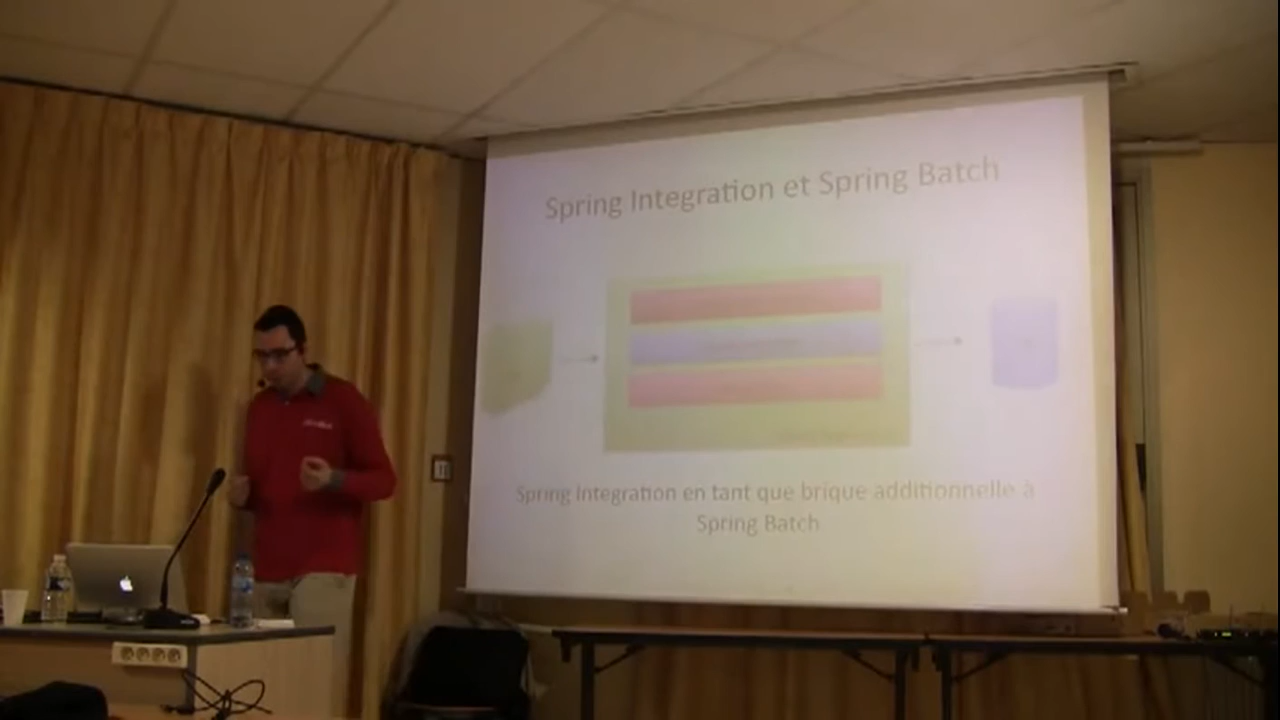 Spring Integration et Spring Batch
Spring Integration en tant que brique additionnelle à
Spring Batch